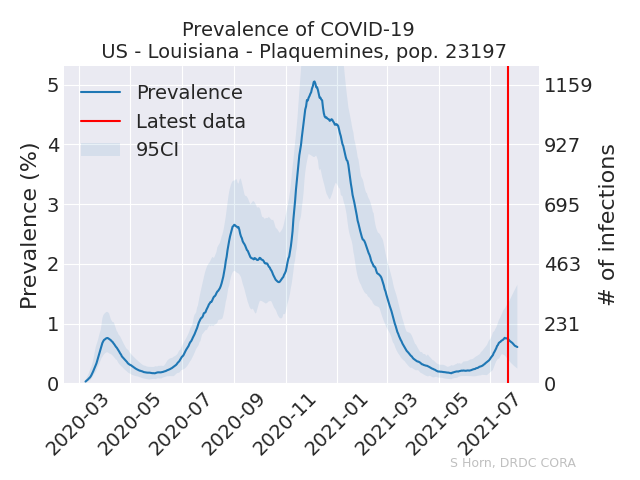 Prevalence of COVID-19
US - Louisiana - Plaquemines, pop. 23197
Prevalence
Latest data
95CI
Prevalence (%)
5
4
3
2
1
0
# of infections
1159
927
695
463
231
0
2020-03
2020-05
2020-07
2020-09
2020-11
2021-01
2021-03
2021-05
2021-07
S Horn, DRDC CORA